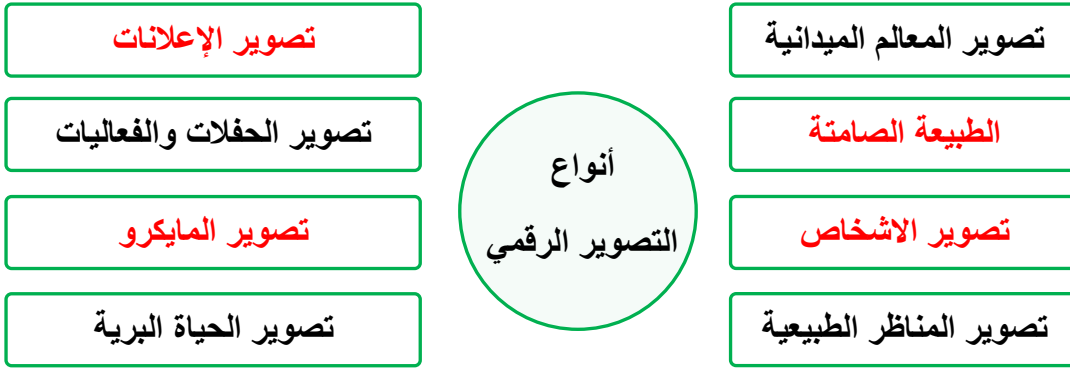 أنواع
التصوير الرقمي
تصوير المعالم الميدانية
الطبيعة الصامتة
تصوير الاشخاص
تصوير المناظر الطبيعية
تصوير الإعلانات
تصوير الحفلات والفعاليات
تصوير المايكرو
تصوير الحياة البرية